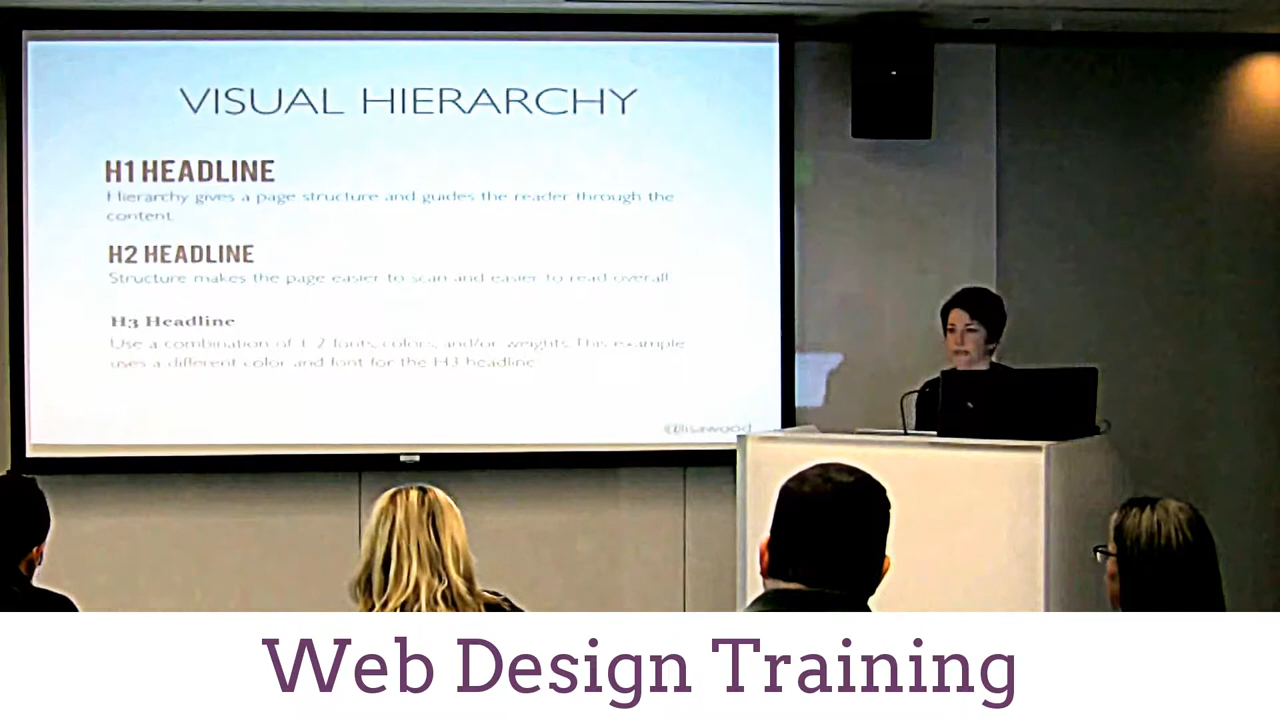 VISUAL HIERARCHY
H1 HEADLINE
Hierarchy gives a page structure and guides the reader through the
content.
H2 HEADLINE
Structure makes the page easier to scan and easier to read overall.
H3 Headline
Use a combination of 1-2 fonts, colors, and/or weights. This example
uses a different color and font for the H3 headline.
@lisawood
Web Design Training